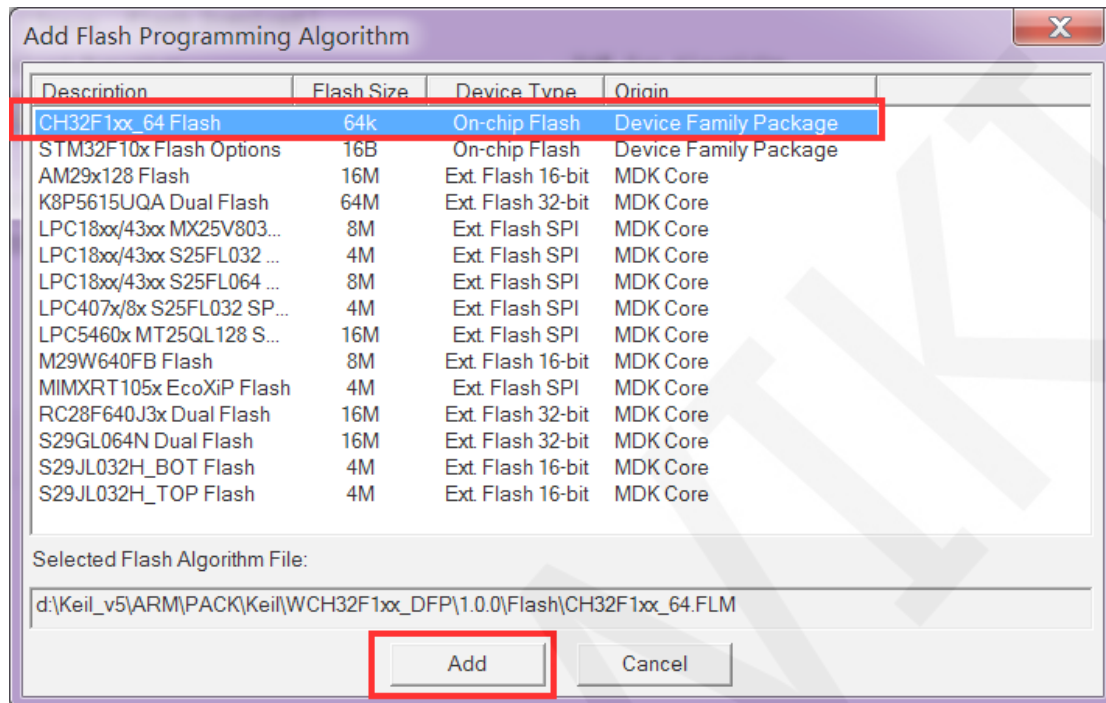 Add Flash Programming Algorithm
Description Flash Size Device Type Origin
CH32F1xx_64 Flash 64k On-chip Flash Device Family Package
STM32F10x Flash Options 16B On-chip Flash Device Family Package
AM29x128 Flash 16M Ext. Flash 16-bit MDK Core
K8P5615UQA Dual Flash 64M Ext. Flash 32-bit MDK Core
LPC18xx/43xx MX25V803... 8M Ext. Flash SPI MDK Core
LPC18xx/43xx S25FL032 ... 4M Ext. Flash SPI MDK Core
LPC18xx/43xx S25FL064 ... 8M Ext. Flash SPI MDK Core
LPC407x/8x S25FL032 SP... 4M Ext. Flash SPI MDK Core
LPC5460x MT25QL128 S... 16M Ext. Flash SPI MDK Core
M29W640FB Flash 8M Ext. Flash 16-bit MDK Core
MIMXRT105x EcoXiP Flash 4M Ext. Flash SPI MDK Core
RC28F640J3x Dual Flash 16M Ext. Flash 32-bit MDK Core
S29GL064N Dual Flash 16M Ext. Flash 32-bit MDK Core
S29JL032H_BOT Flash 4M Ext. Flash 16-bit MDK Core
S29JL032H_TOP Flash 4M Ext. Flash 16-bit MDK Core
Selected Flash Algorithm File:
d:\Keil_v5\ARM\PACK\Keil\WCH32F1xx_DFP\1.0.0\Flash\CH32F1xx_64.FLM
Add Cancel